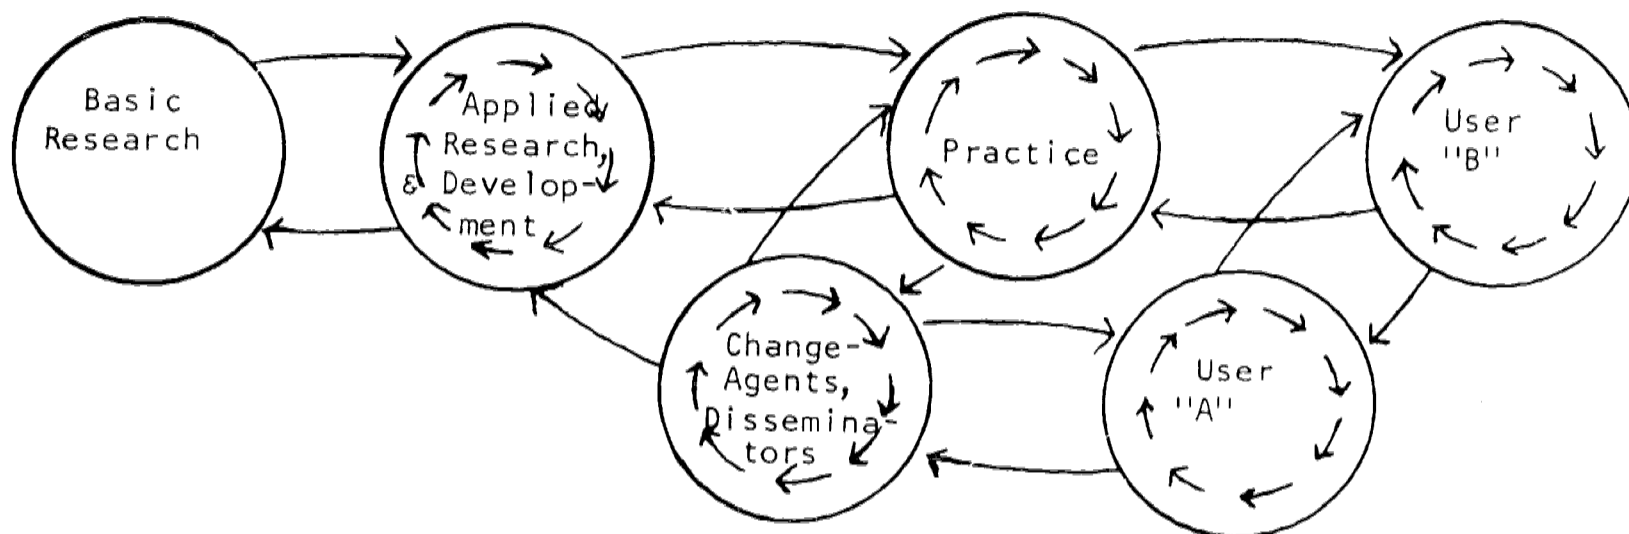 Basic
Research
Applied
Research,
& Develop-
ment
Practice
User
"B"
Change-
Agents,
Dissemina-
tors
User
"A"